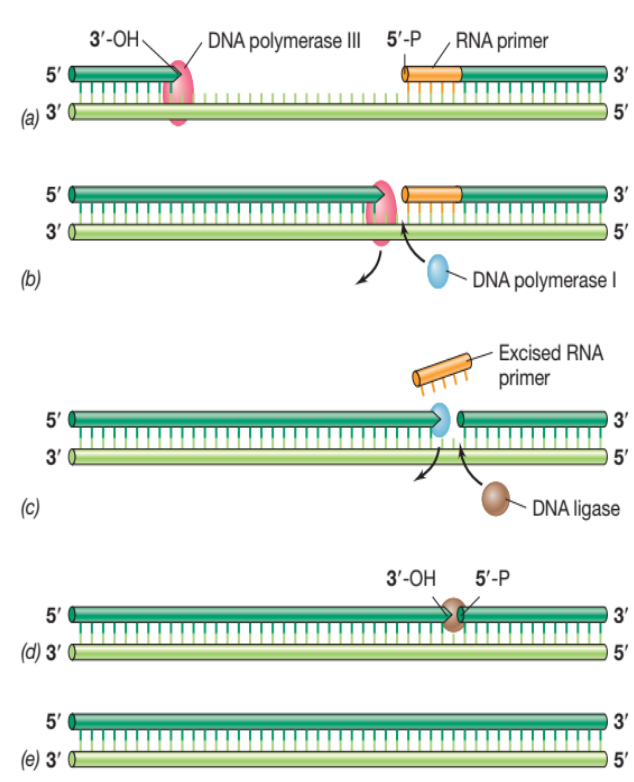 3′-OH DNA polymerase III 5′-P RNA primer
5′ 3′
(a) 3′ 5′
5′ 3′
3′ 5′
(b) DNA polymerase I
Excised RNA
primer
5′ 3′
3′ 5′
(c) DNA ligase
3′-OH 5′-P
5′ 3′
(d) 3′ 5′
5′ 3′
(e) 3′ 5′